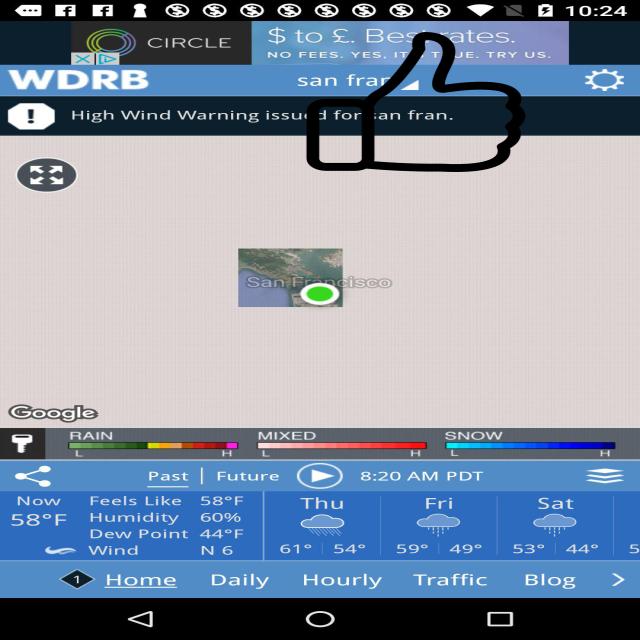 10:24
CIRCLE
$ to £. Best rates.
NO FEES. YES, IT'S TRUE. TRY US.
WDRB
san fran
High Wind Warning issued for san fran.
San Francisco
Google
RAIN MIXED SNOW
L H L H L H
Past | Future 8:20 AM PDT
Now
58°F
Feels Like 58°F
Humidity 60%
Dew Point 44°F
Wind N 6
Thu Fri Sat
61° 54° 59° 49° 53° 44° 5
1 Home Daily Hourly Traffic Blog >